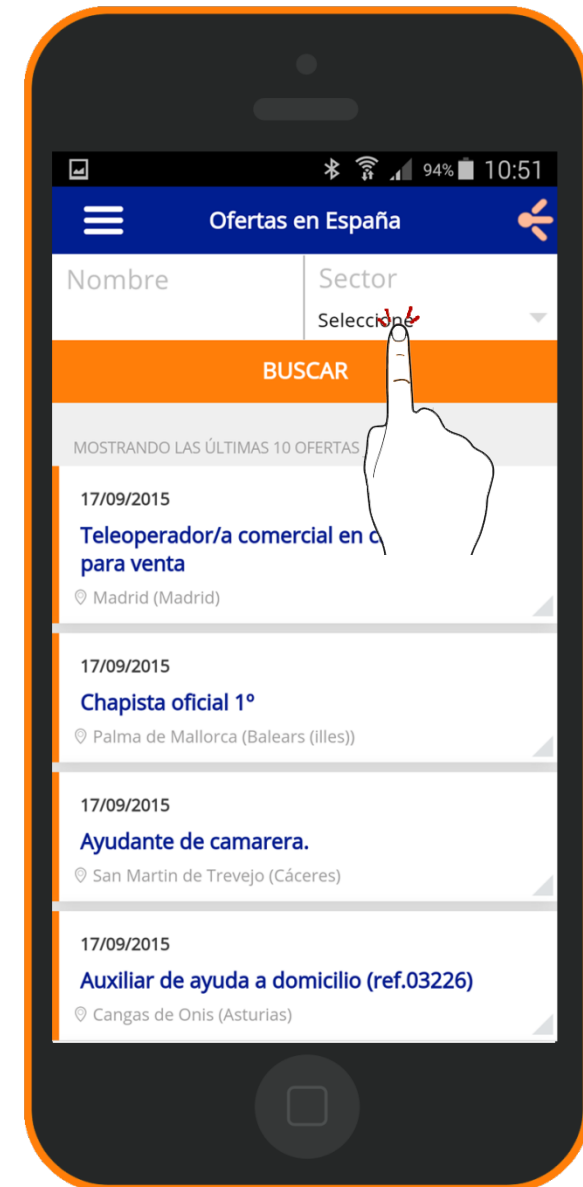 94% 10:51
Ofertas en España
Nombre
Sector
Seleccione
BUSCAR
MOSTRANDO LAS ÚLTIMAS 10 OFERTAS
17/09/2015
Teleoperador/a comercial en
para venta
Madrid (Madrid)
17/09/2015
Chapista oficial 1º
Palma de Mallorca (Balears (illes))
17/09/2015
Ayudante de camarera.
San Martin de Trevejo (Cáceres)
17/09/2015
Auxiliar de ayuda a domicilio (ref.03226)
Cangas de Onis (Asturias)